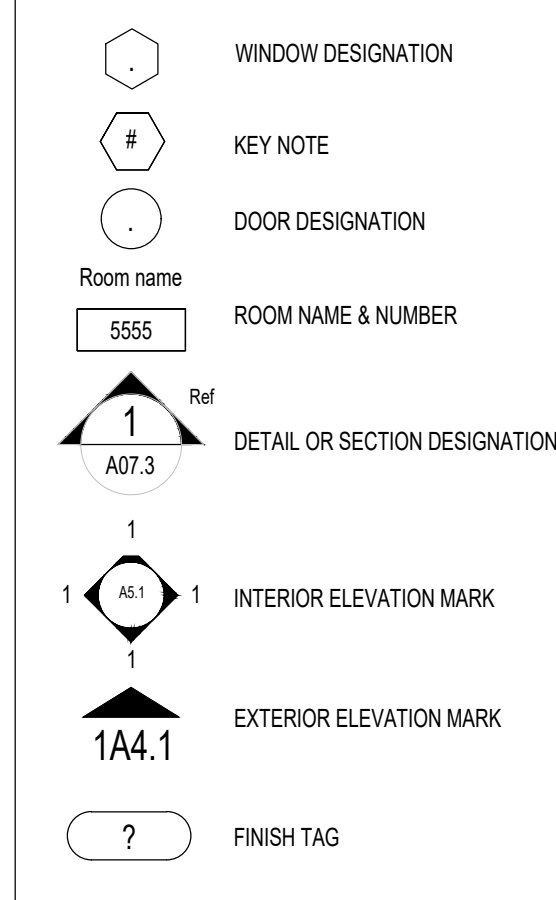 .
WINDOW DESIGNATION
#
KEY NOTE
.
DOOR DESIGNATION
Room name
5555
ROOM NAME & NUMBER
Ref
1
A07.3
DETAIL OR SECTION DESIGNATION
1
1
A5.1
1
1
INTERIOR ELEVATION MARK
1A4.1
EXTERIOR ELEVATION MARK
?
FINISH TAG